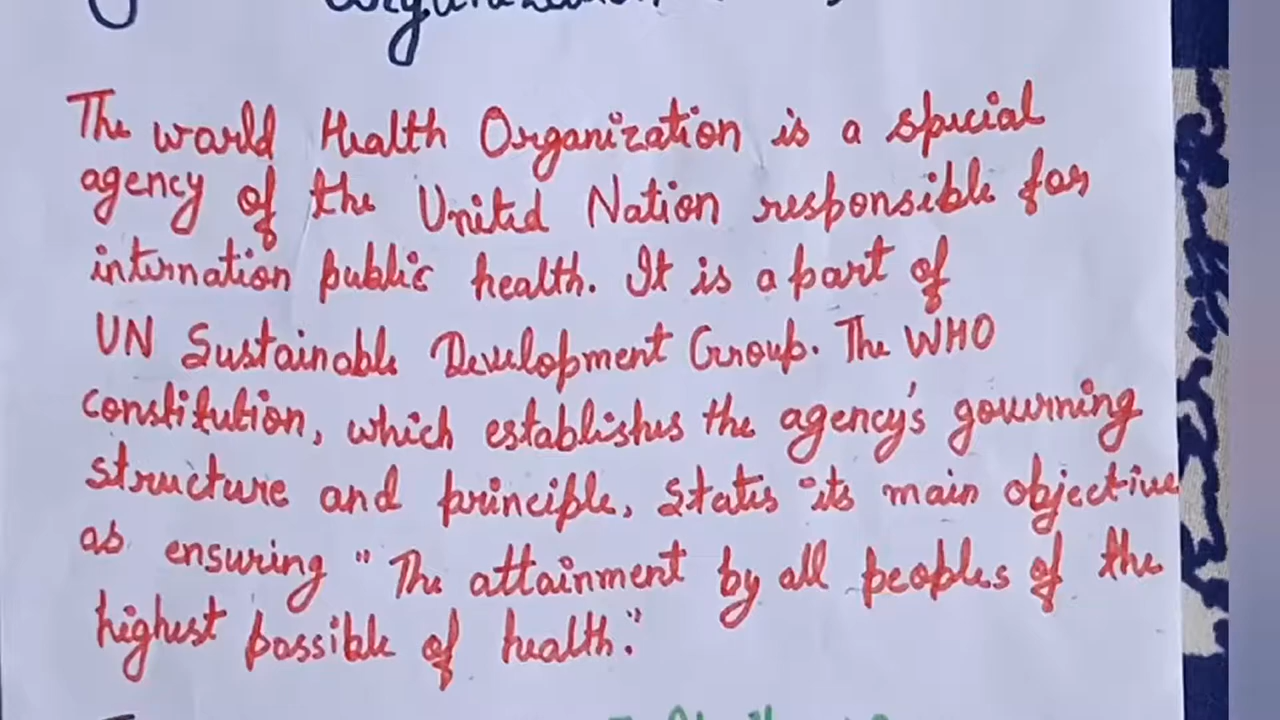 The world Health Organization is a special
agency of the United Nation responsible for
internation public health. It is a part of
UN Sustainable Development Group. The WHO
constitution, which establishes the agency's governing
structure and principle, states its main objective
as ensuring "The attainment by all peoples of the
highest possible of health."